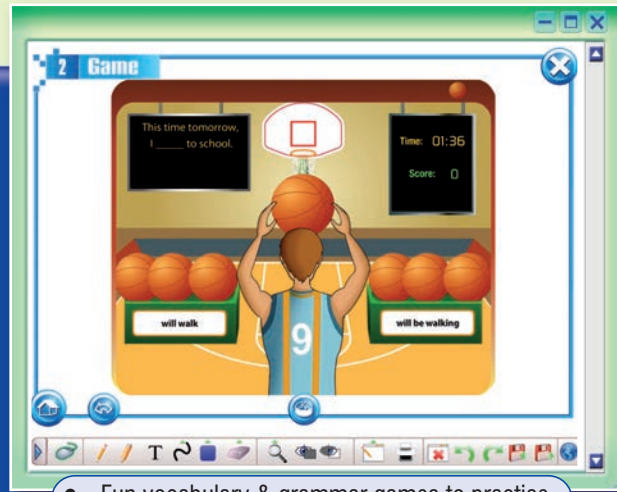 2 Game
This time tomorrow,
I _____ to school.
Time: 01:36
Score: 0
will walk
will be walking
9
T
• Fun vocabulary & grammar games to practise